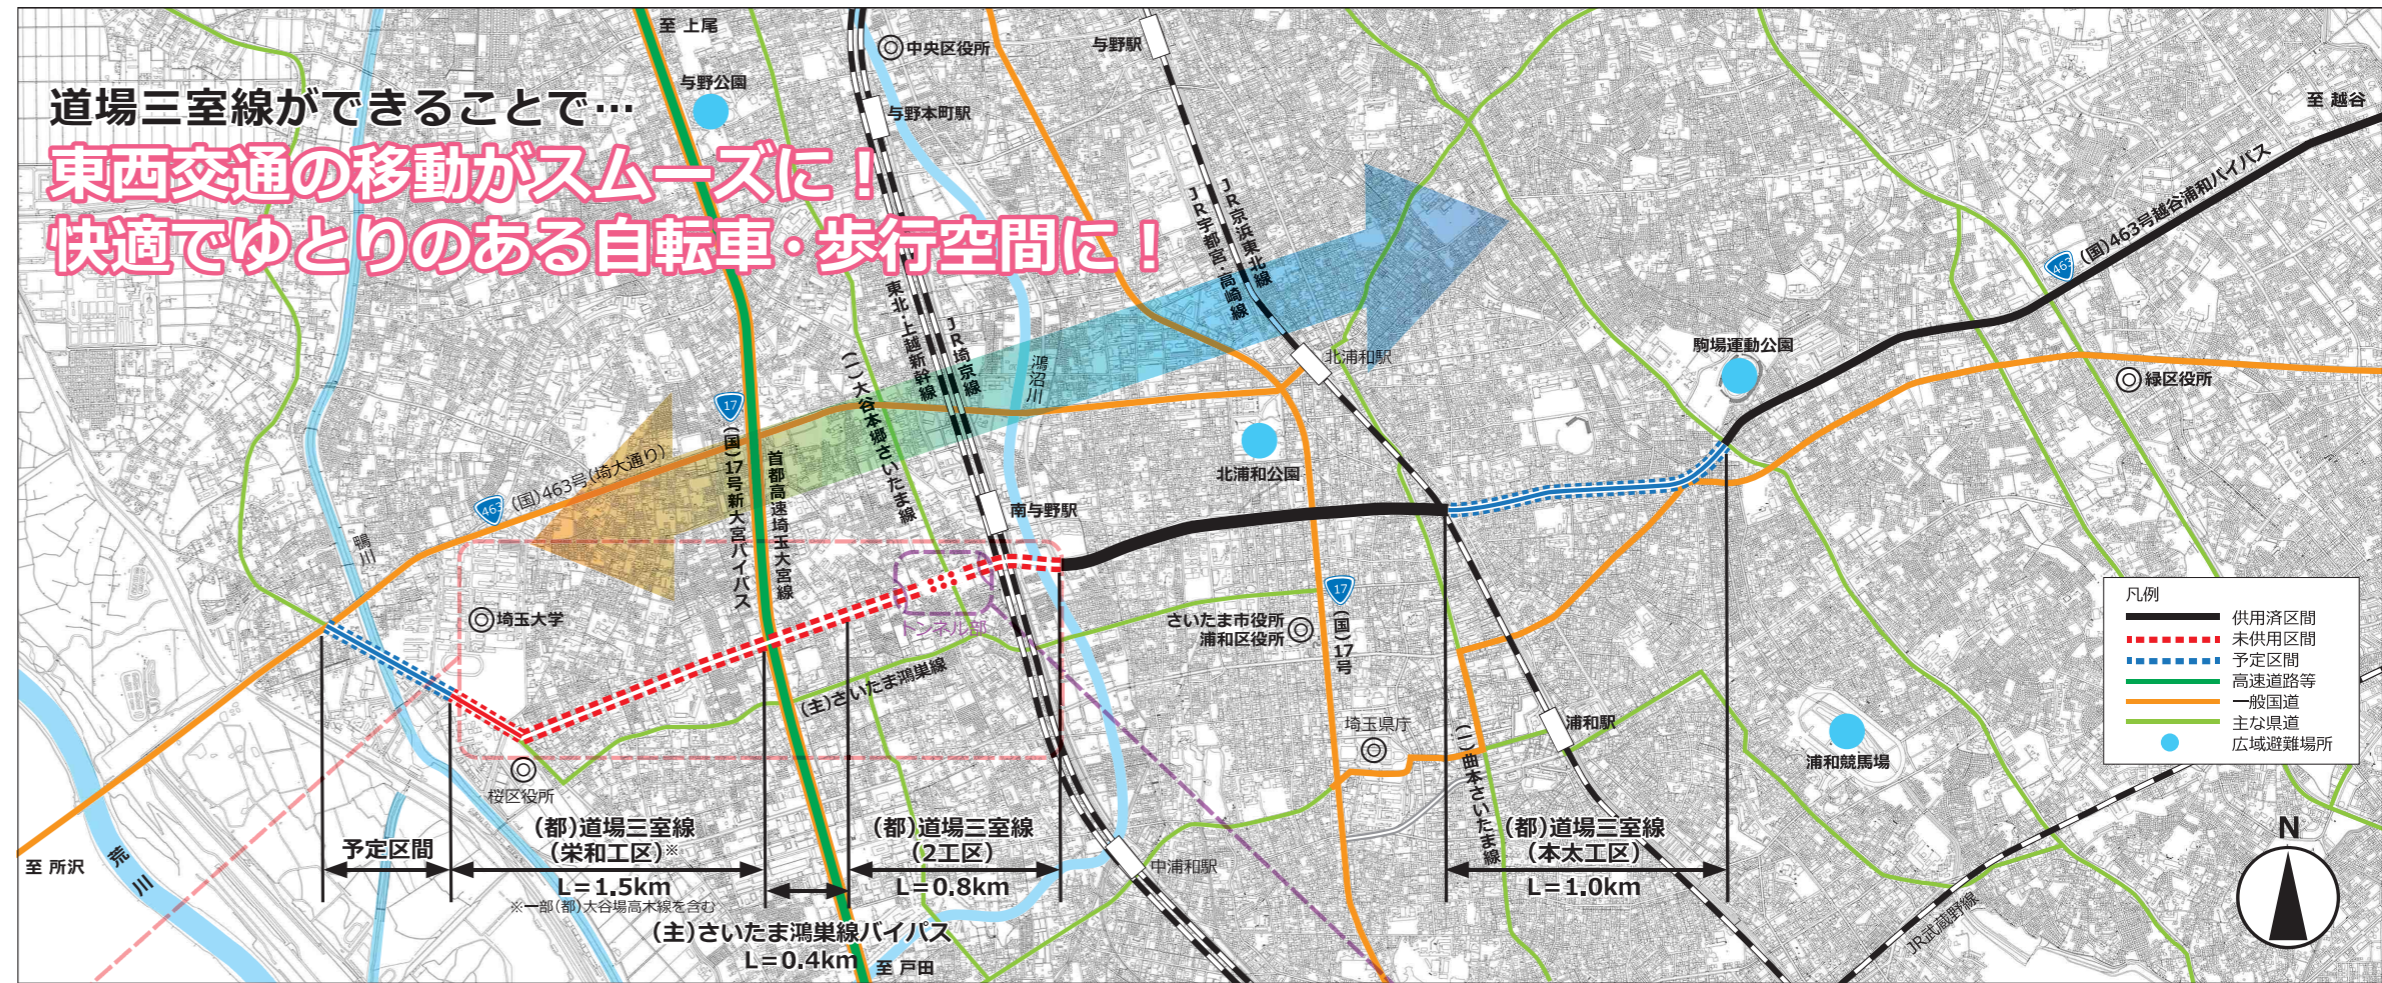 道場三室線ができることで…
東西交通の移動がスムーズに！
快適でゆとりのある自転車・歩行空間に！
至 上尾
与野公園
中央区役所
与野本町駅
与野駅
至 越谷
JR京浜東北線
JR宇都宮・高崎線
463
(国)463号越谷浦和バイパス
東北・上越新幹線
JR埼京線
鴻沼川
北浦和駅
駒場運動公園
緑区役所
(一)大谷本郷さいたま線
17
(国)17号新大宮バイパス
首都高速埼玉大宮線
463
(国)463号(埼大通り)
鴨川
北浦和公園
南与野駅
埼玉大学
トンネル部
さいたま市役所
浦和区役所
17
(国)17号
(主)さいたま鴻巣線
埼玉県庁
浦和駅
(一)曲本さいたま線
浦和競馬場
桜区役所
中浦和駅
至 所沢
荒川
JR武蔵野線
凡例
供用済区間
未供用区間
予定区間
高速道路等
一般国道
主な県道
広域避難場所
N
予定区間
(都)道場三室線
(栄和工区)※
L=1.5km
※一部(都)大谷場高木線を含む
(主)さいたま鴻巣線バイパス
L=0.4km
至 戸田
(都)道場三室線
(2工区)
L=0.8km
(都)道場三室線
(本太工区)
L=1.0km